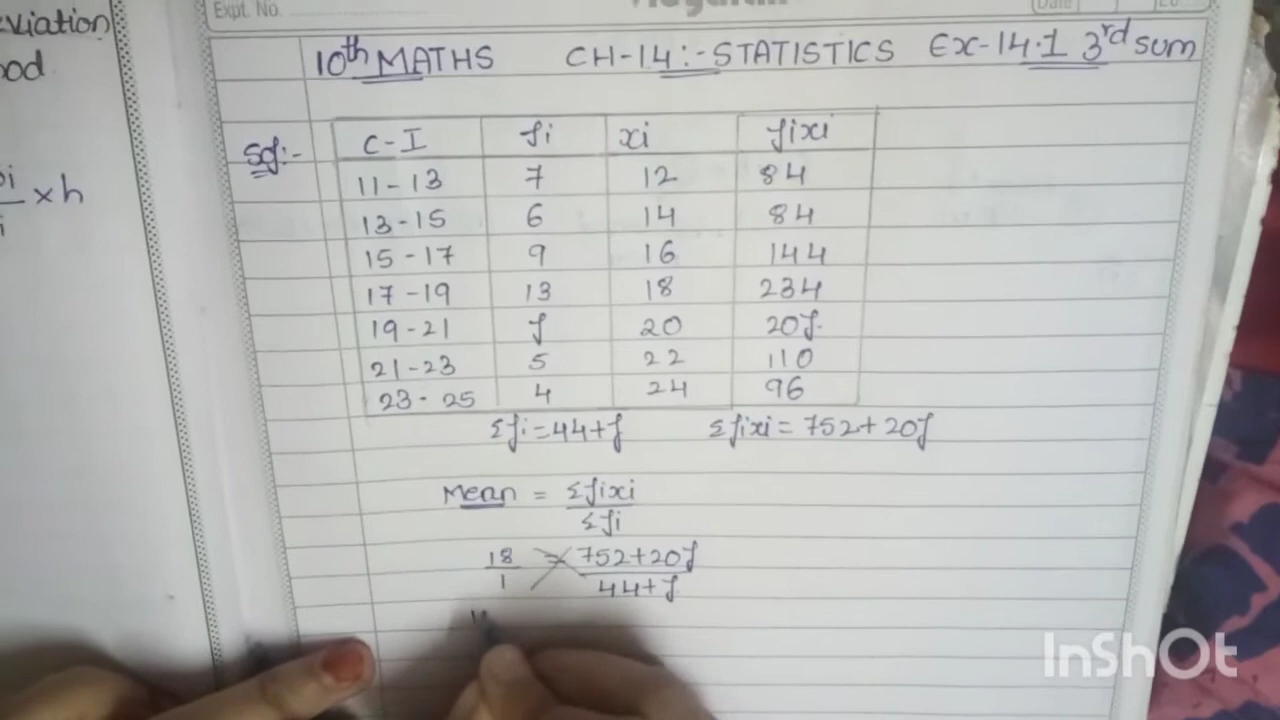 Expt. No.
eviation
10th MATHS CH-14:- STATISTICS EX-14.1 3rd SUM
Sol:-
C-I fi xi fixi
11-13 7 12 84
13-15 6 14 84
15-17 9 16 144
17-19 13 18 234
19-21 f 20 20f
21-23 5 22 110
23-25 4 24 96
Σfi=44+f Σfixi=752+20f
× h
Mean = Σfixi
Σfi
18 = 752+20f
1 44+f
InShOt